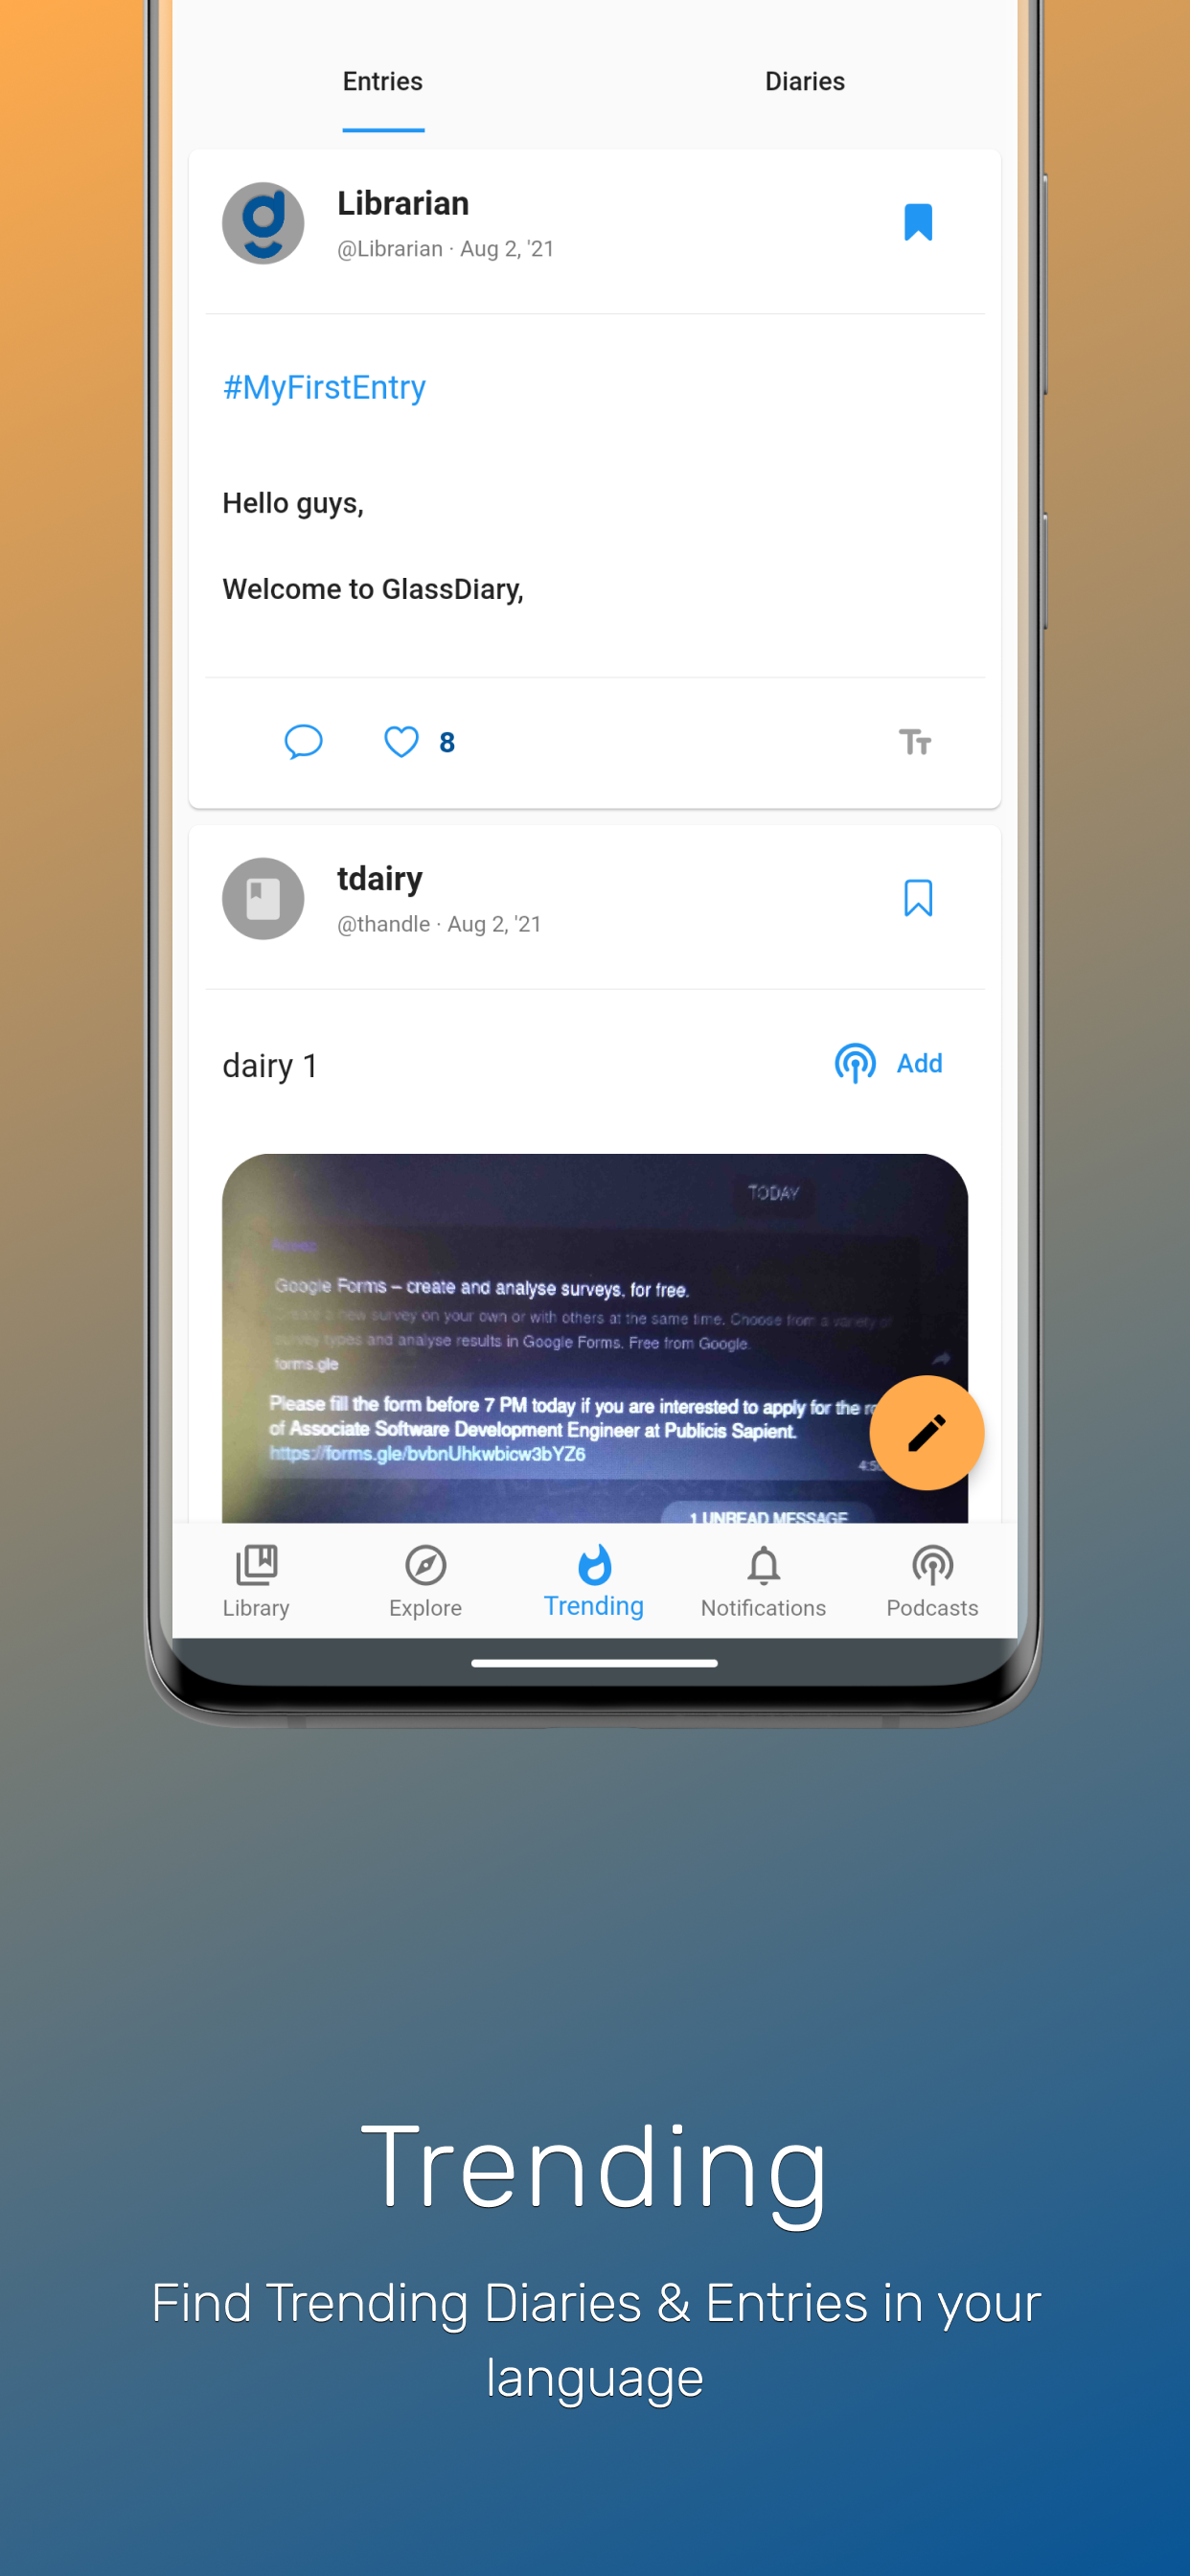 Entries
Diaries
Librarian
@Librarian · Aug 2, '21
#MyFirstEntry
Hello guys,
Welcome to GlassDiary,
8
tdairy
@thandle · Aug 2, '21
dairy 1
Add
TODAY
Google Forms – create and analyse surveys, for free.
Create a new survey on your own or with others at the same time. Choose from a variety of
survey types and analyse results in Google Forms. Free from Google.
forms.gle
Please fill the form before 7 PM today if you are interested to apply for the
of Associate Software Development Engineer at Publicis Sapient.
https://forms.gle/bvbnUhkwbicw3bYZ6
1 UNREAD MESSAGE
Library
Explore
Trending
Notifications
Podcasts
Trending
Find Trending Diaries & Entries in your
language